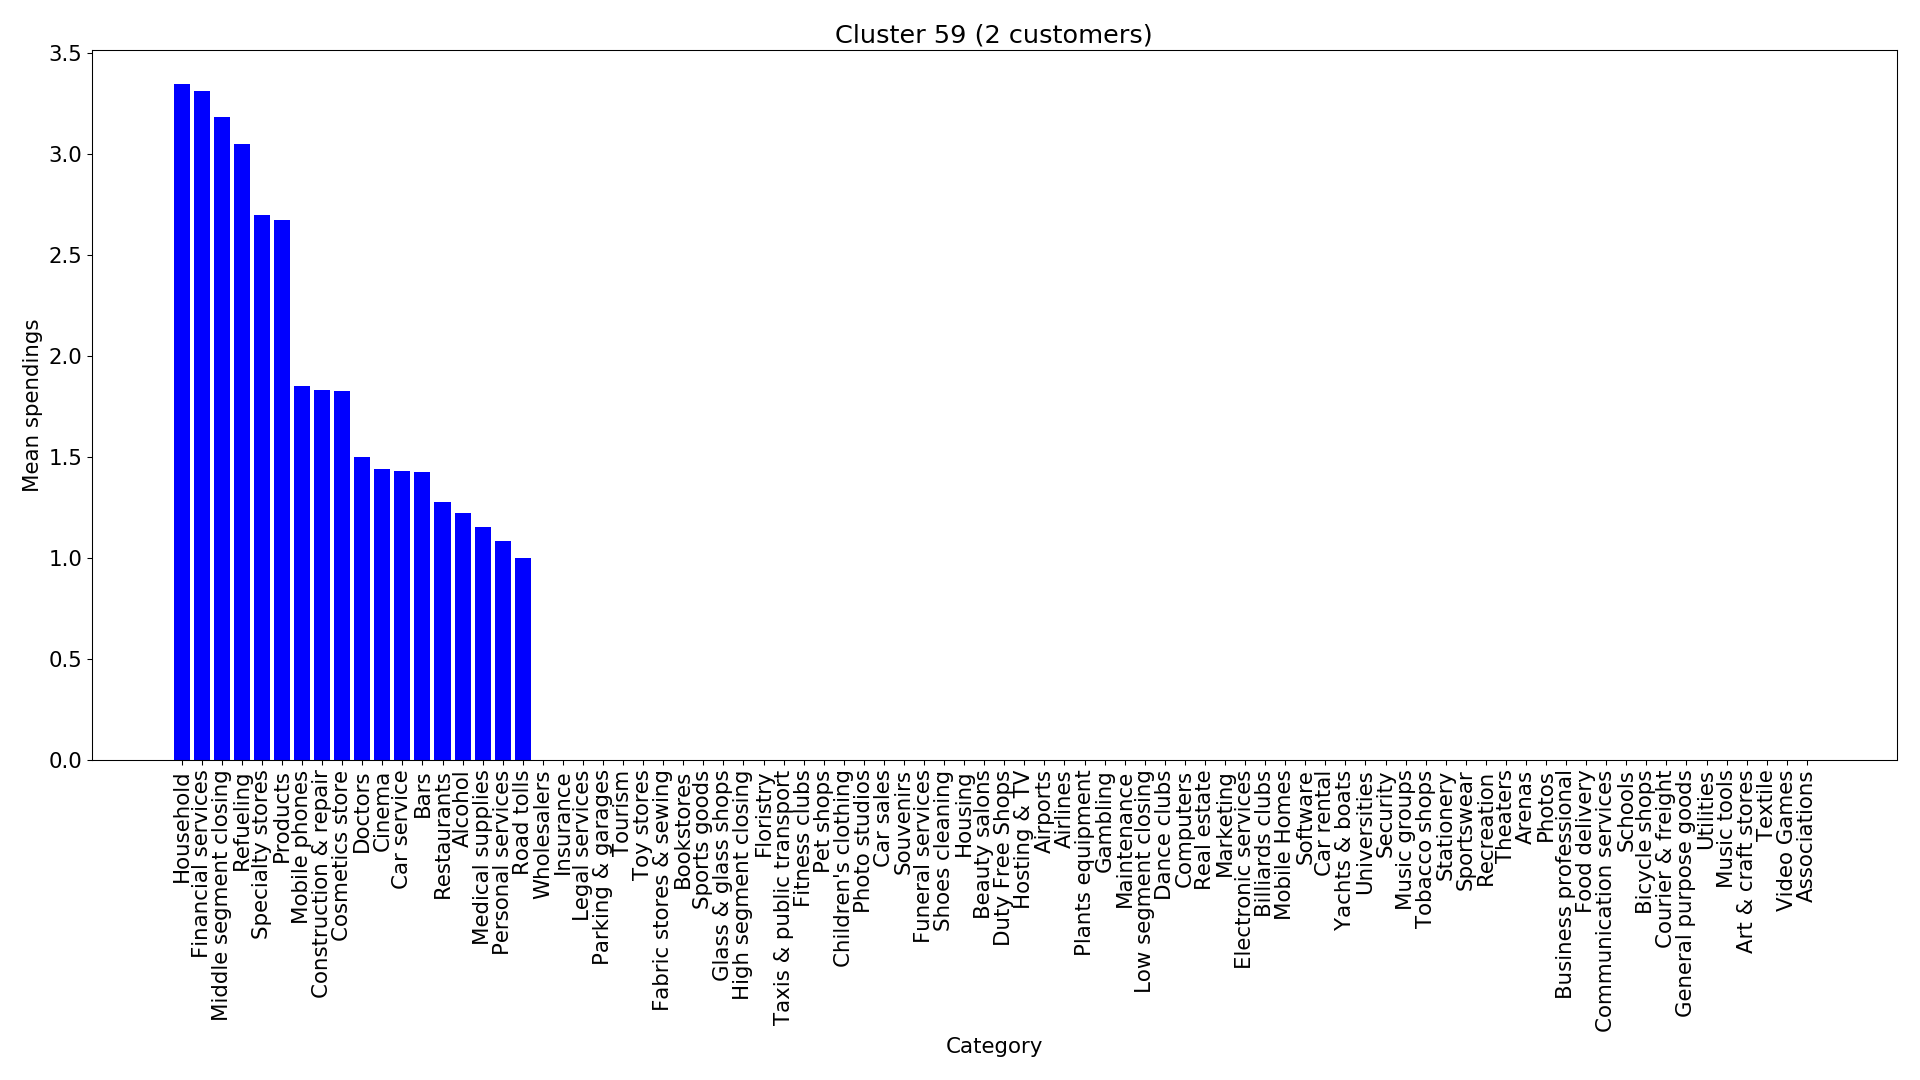 Cluster 59 (2 customers)
3.5
3.0
2.5
2.0
1.5
1.0
0.5
0.0
Mean spendings
Household
Financial services
Middle segment closing
Refueling
Specialty stores
Products
Mobile phones
Construction & repair
Cosmetics store
Doctors
Cinema
Car service
Bars
Restaurants
Alcohol
Medical supplies
Personal services
Road tolls
Wholesalers
Insurance
Legal services
Parking & garages
Tourism
Toy stores
Fabric stores & sewing
Bookstores
Sports goods
Glass & glass shops
High segment closing
Floristry
Taxis & public transport
Fitness clubs
Pet shops
Children's clothing
Photo studios
Car sales
Souvenirs
Funeral services
Shoes cleaning
Housing
Beauty salons
Duty Free Shops
Hosting & TV
Airports
Airlines
Plants equipment
Gambling
Maintenance
Low segment closing
Dance clubs
Computers
Real estate
Marketing
Electronic services
Billiards clubs
Mobile Homes
Software
Car rental
Yachts & boats
Universities
Security
Music groups
Tobacco shops
Stationery
Sportswear
Recreation
Theaters
Arenas
Photos
Business professional
Food delivery
Communication services
Schools
Bicycle shops
Courier & freight
General purpose goods
Utilities
Music tools
Art & craft stores
Textile
Video Games
Associations
Category